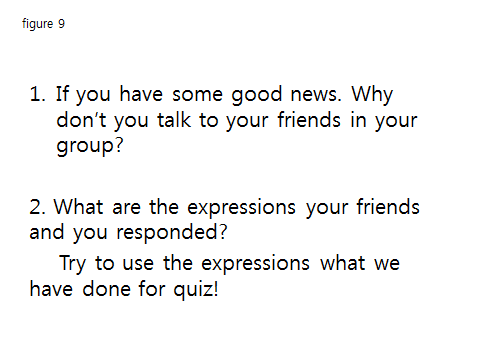 figure 9
1. If you have some good news. Why
don't you talk to your friends in your
group?
2. What are the expressions your friends
and you responded?
Try to use the expressions what we
have done for quiz!